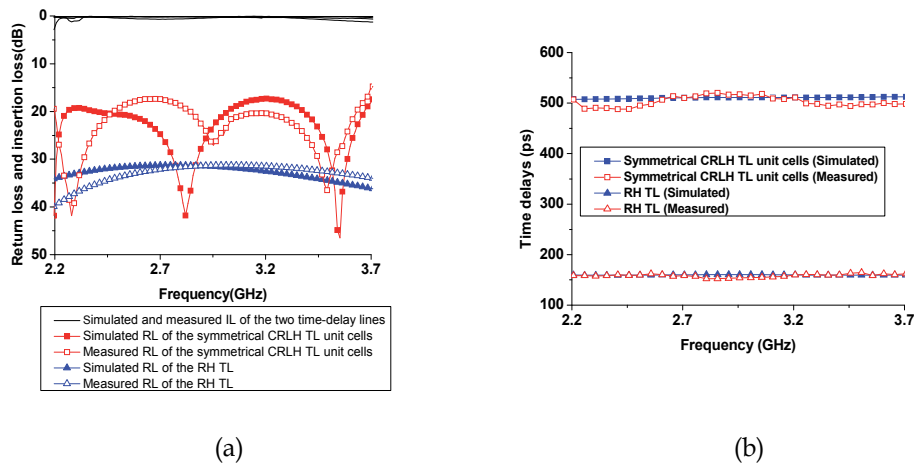 Return loss and insertion loss(dB)
0
10
20
30
40
50
2.2
2.7
3.2
3.7
Frequency(GHz)
Simulated and measured IL of the two time-delay lines
Simulated RL of the symmetrical CRLH TL unit cells
Measured RL of the symmetrical CRLH TL unit cells
Simulated RL of the RH TL
Measured RL of the RH TL
(a)
Time delays (ps)
600
500
400
300
200
100
Symmetrical CRLH TL unit cells (Simulated)
Symmetrical CRLH TL unit cells (Measured)
RH TL (Simulated)
RH TL (Measured)
2.2
2.7
3.2
3.7
Frequency (GHz)
(b)